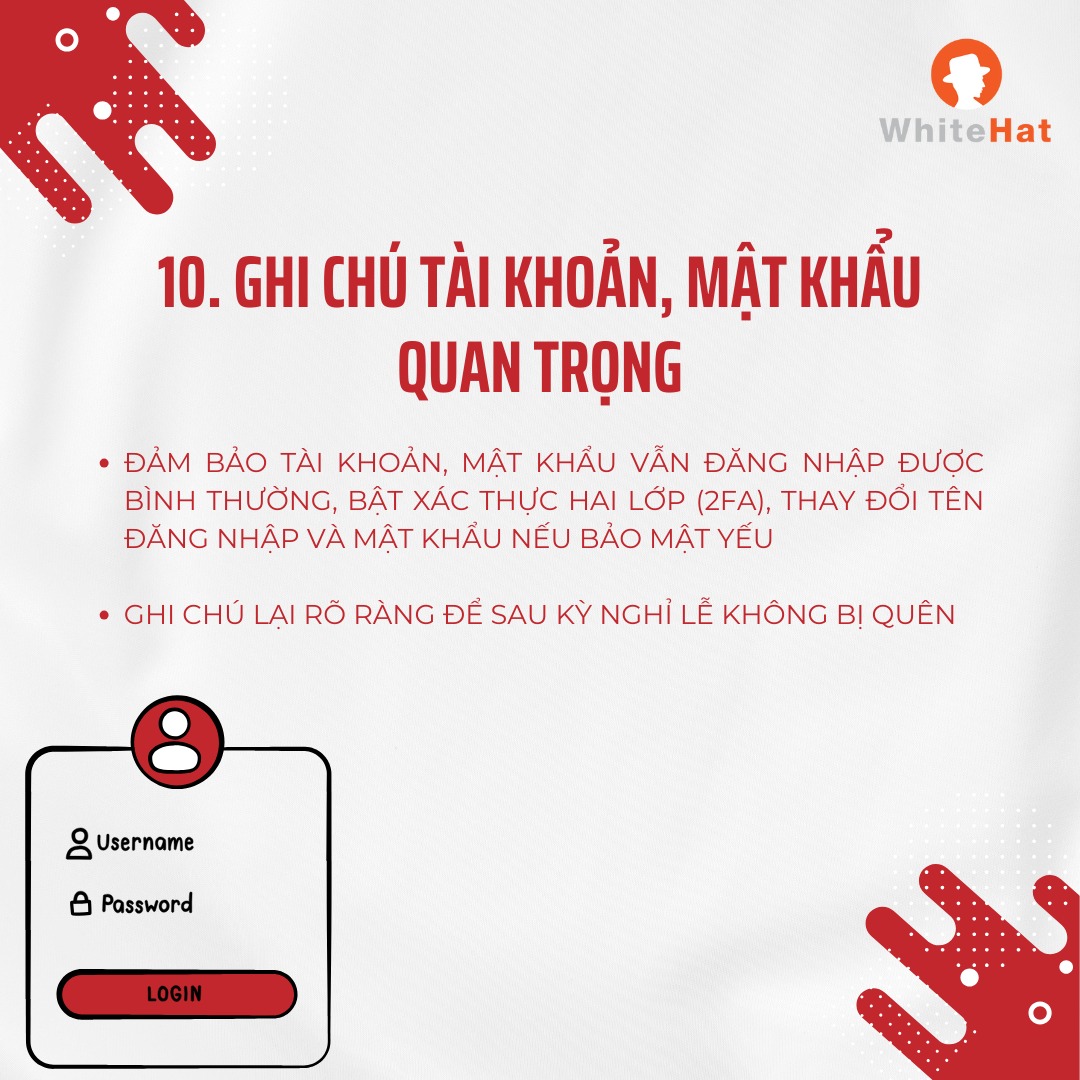 WhiteHat
10. GHI CHÚ TÀI KHOẢN, MẬT KHẨU
QUAN TRỌNG
• ĐẢM BẢO TÀI KHOẢN, MẬT KHẨU VẪN ĐĂNG NHẬP ĐƯỢC
BÌNH THƯỜNG, BẬT XÁC THỰC HAI LỚP (2FA), THAY ĐỔI TÊN
ĐĂNG NHẬP VÀ MẬT KHẨU NẾU BẢO MẬT YẾU
• GHI CHÚ LẠI RÕ RÀNG ĐỂ SAU KỲ NGHỈ LỄ KHÔNG BỊ QUÊN
Username
Password
LOGIN